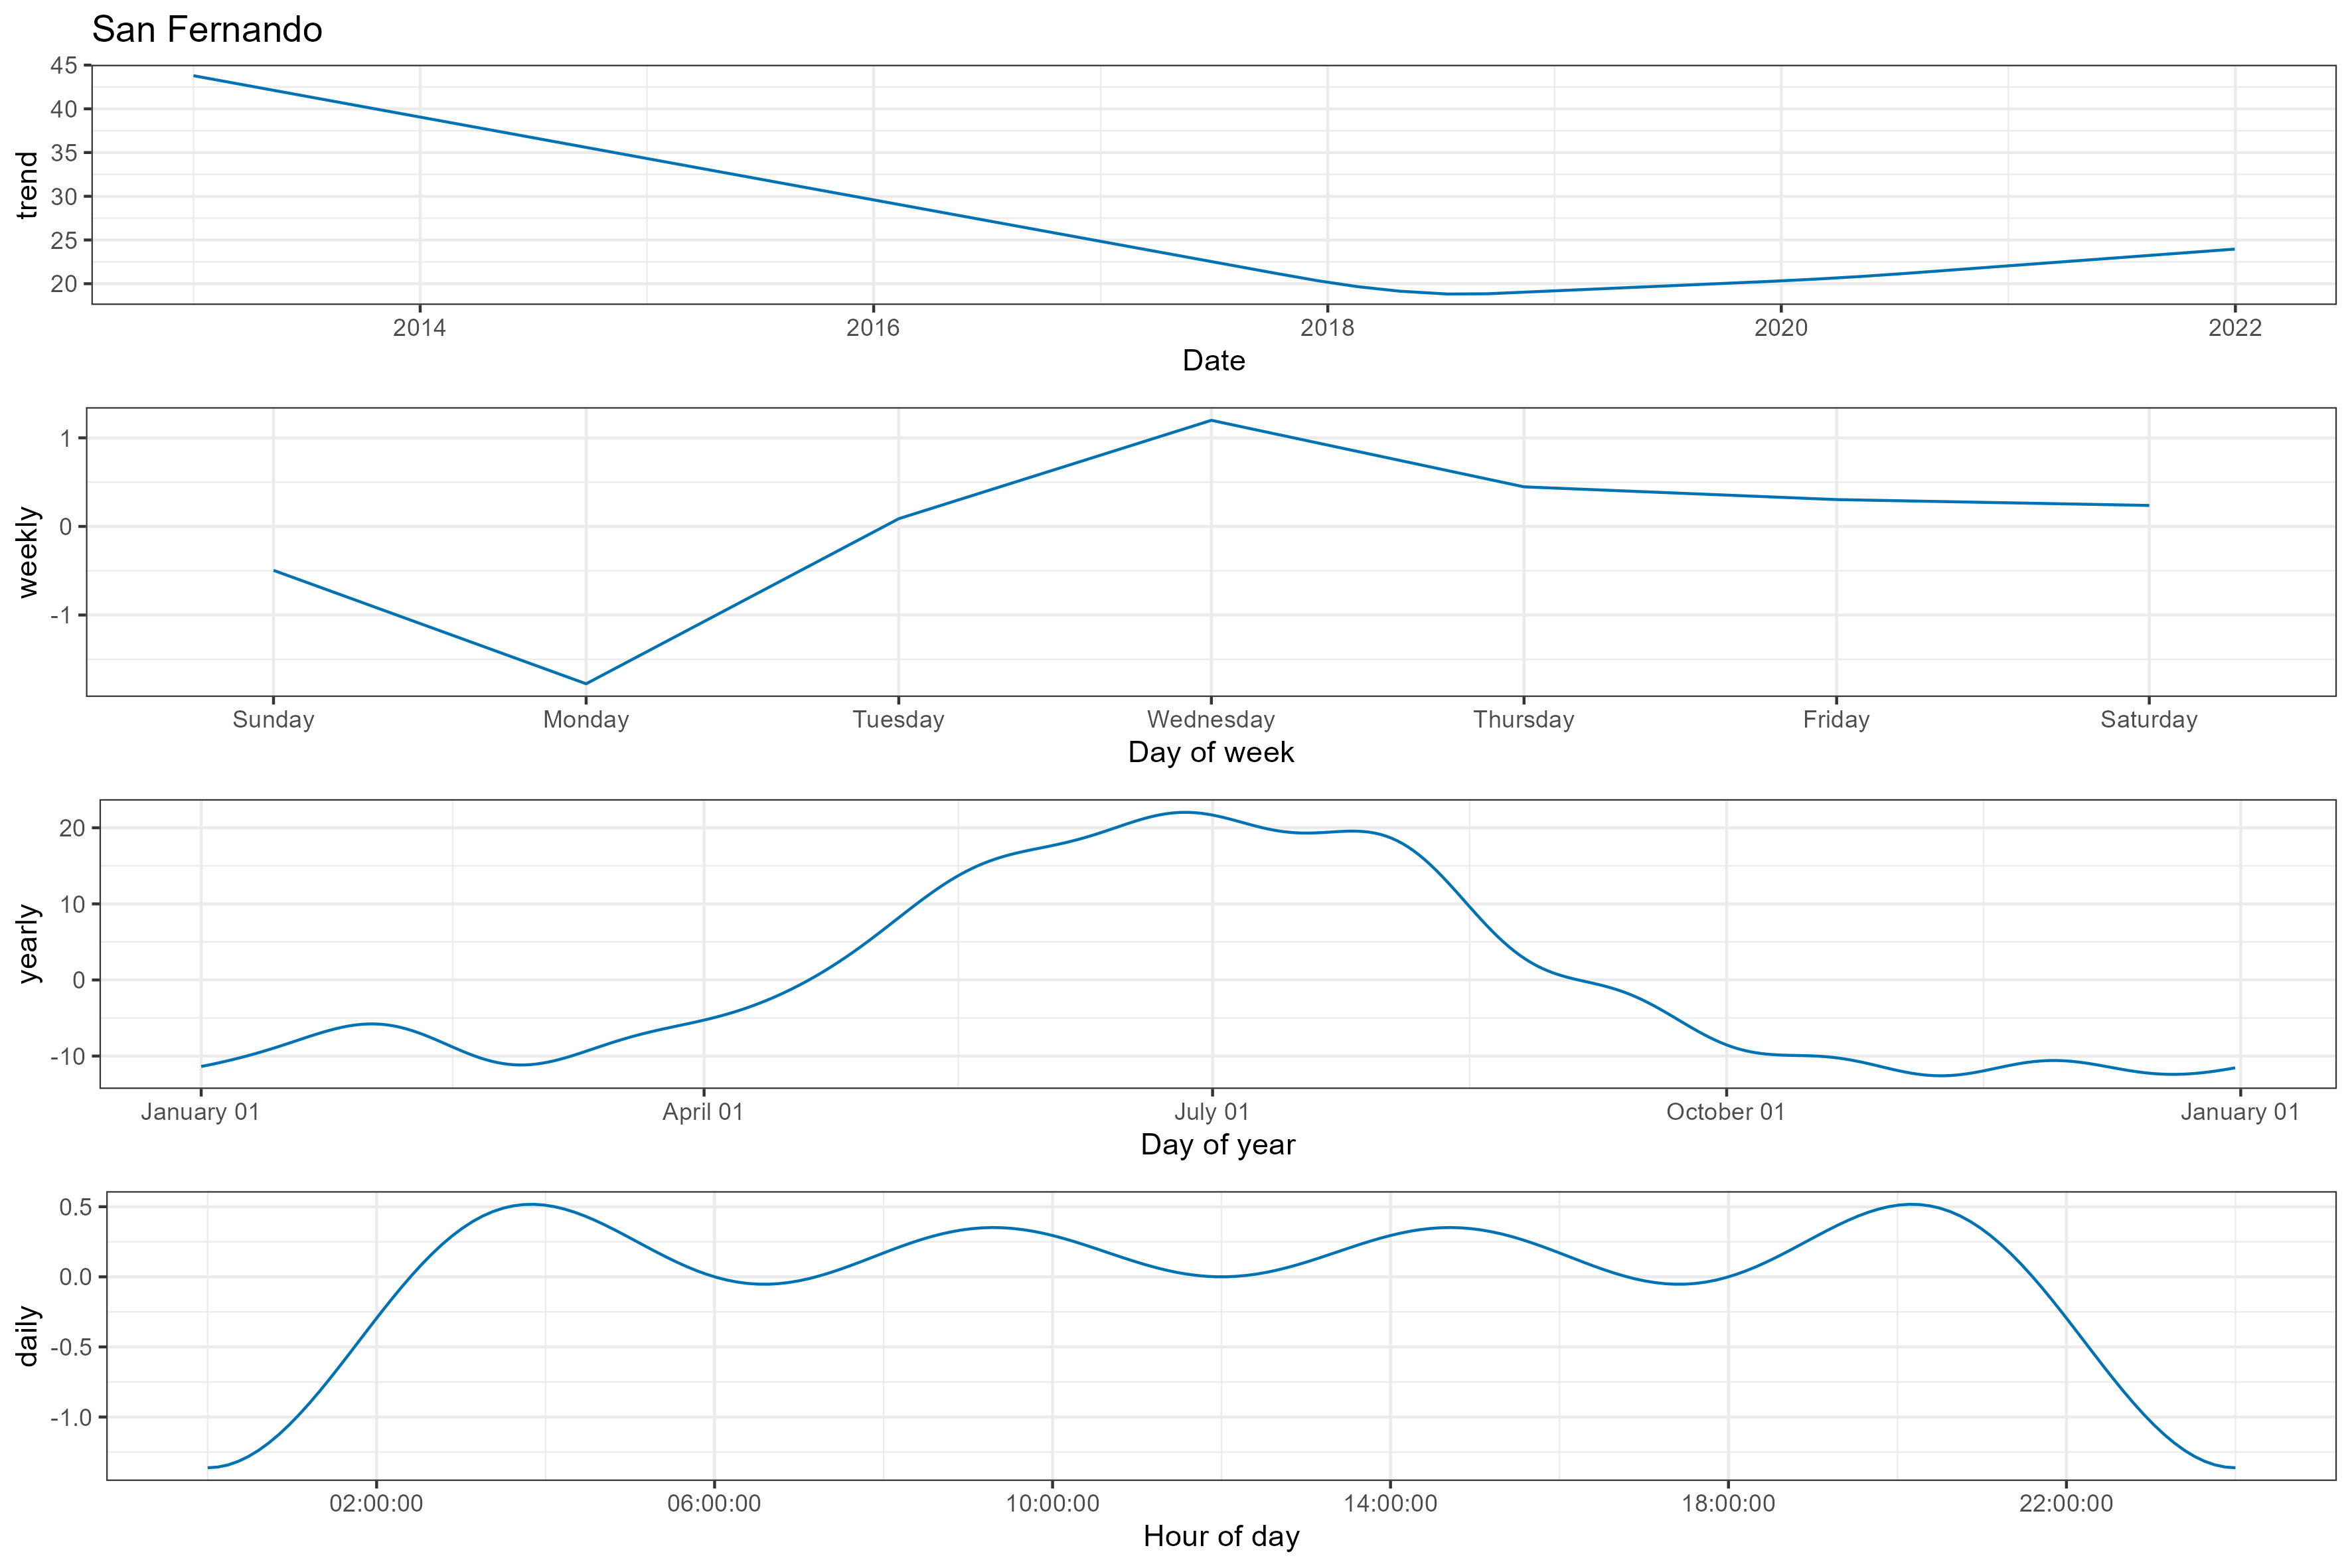 San Fernando
trend
45
40
35
30
25
20
2014 2016 2018 2020 2022
Date
weekly
1
0
-1
Sunday Monday Tuesday Wednesday Thursday Friday Saturday
Day of week
yearly
20
10
0
-10
January 01 April 01 July 01 October 01 January 01
Day of year
daily
0.5
0.0
-0.5
-1.0
02:00:00 06:00:00 10:00:00 14:00:00 18:00:00 22:00:00
Hour of day